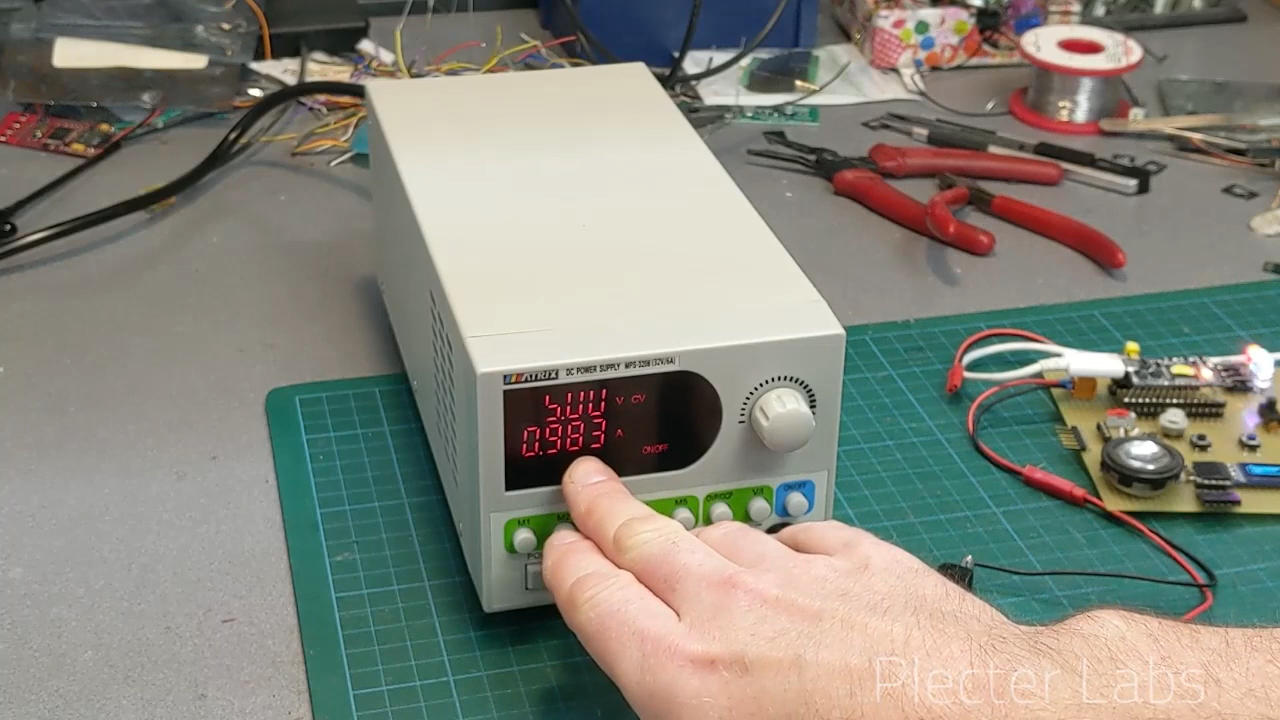 MATRIX DC POWER SUPPLY MPS-3206 (32V/6A)
5.00 V CV
0.983 A
ON/OFF
M1
M5 OVP/OCP V/I ON/OFF
Plecter Labs